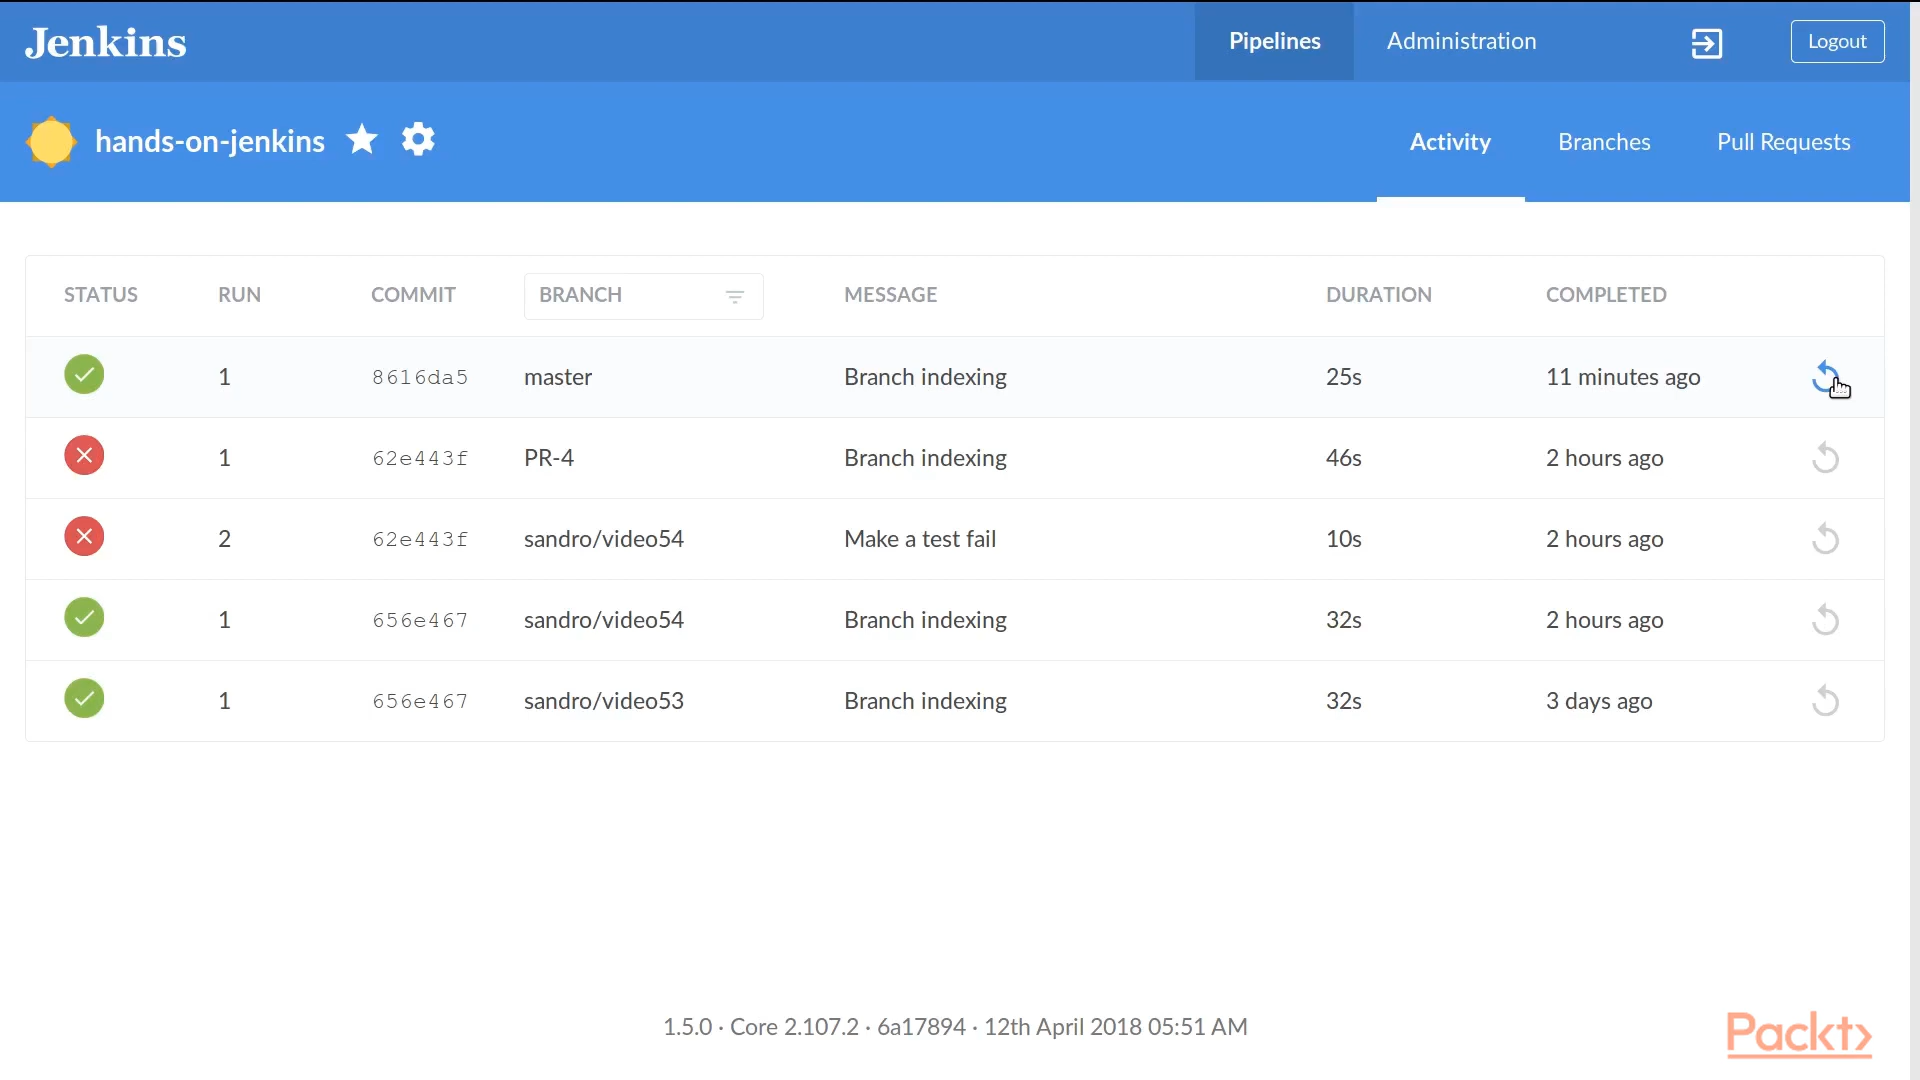 Jenkins Pipelines Administration Logout
hands-on-jenkins Activity Branches Pull Requests
STATUS RUN COMMIT BRANCH MESSAGE DURATION COMPLETED
1 8616da5 master Branch indexing 25s 11 minutes ago
1 62e443f PR-4 Branch indexing 46s 2 hours ago
2 62e443f sandro/video54 Make a test fail 10s 2 hours ago
1 656e467 sandro/video54 Branch indexing 32s 2 hours ago
1 656e467 sandro/video53 Branch indexing 32s 3 days ago
1.5.0 · Core 2.107.2 · 6a17894 · 12th April 2018 05:51 AM
Packt>